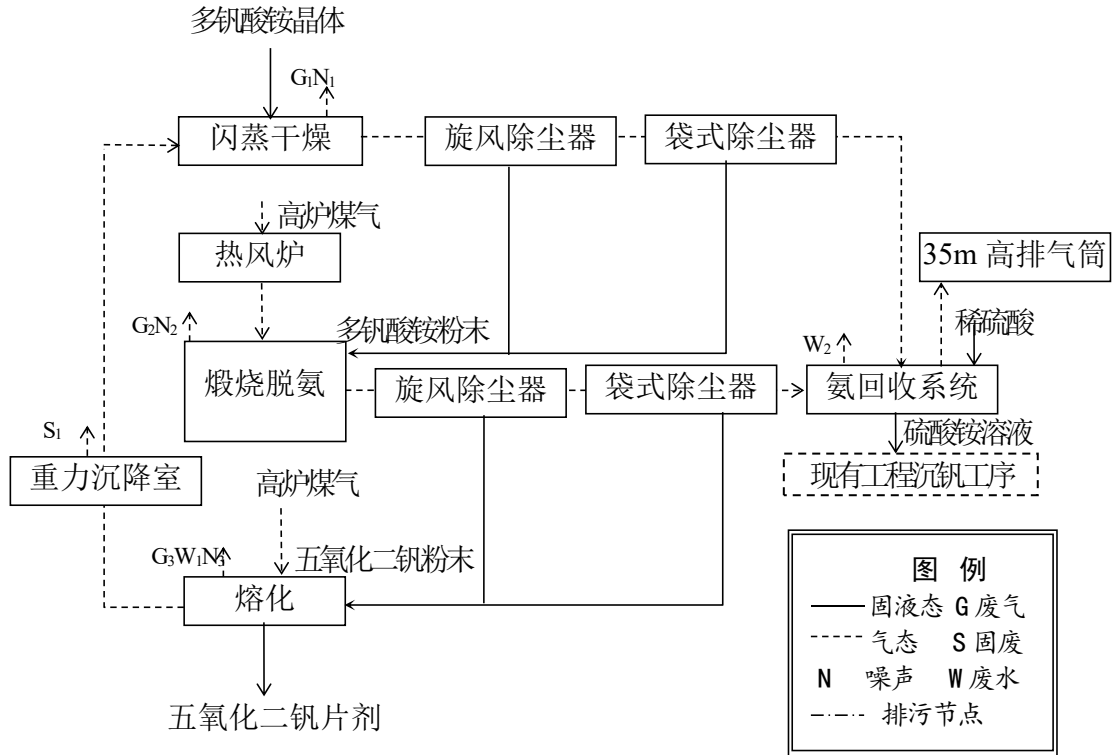 多钒酸铵晶体
G₁N₁
闪蒸干燥
旋风除尘器
袋式除尘器
高炉煤气
热风炉
35m 高排气筒
G₂N₂
多钒酸铵粉末
稀硫酸
W₂
煅烧脱氨
旋风除尘器
袋式除尘器
氨回收系统
硫酸铵溶液
S₁
重力沉降室
高炉煤气
现有工程沉钒工序
G₃W₁N₃
五氧化二钒粉末
熔化
五氧化二钒片剂
图 例
固液态 G 废气
气态 S 固废
N 噪声 W 废水
排污节点